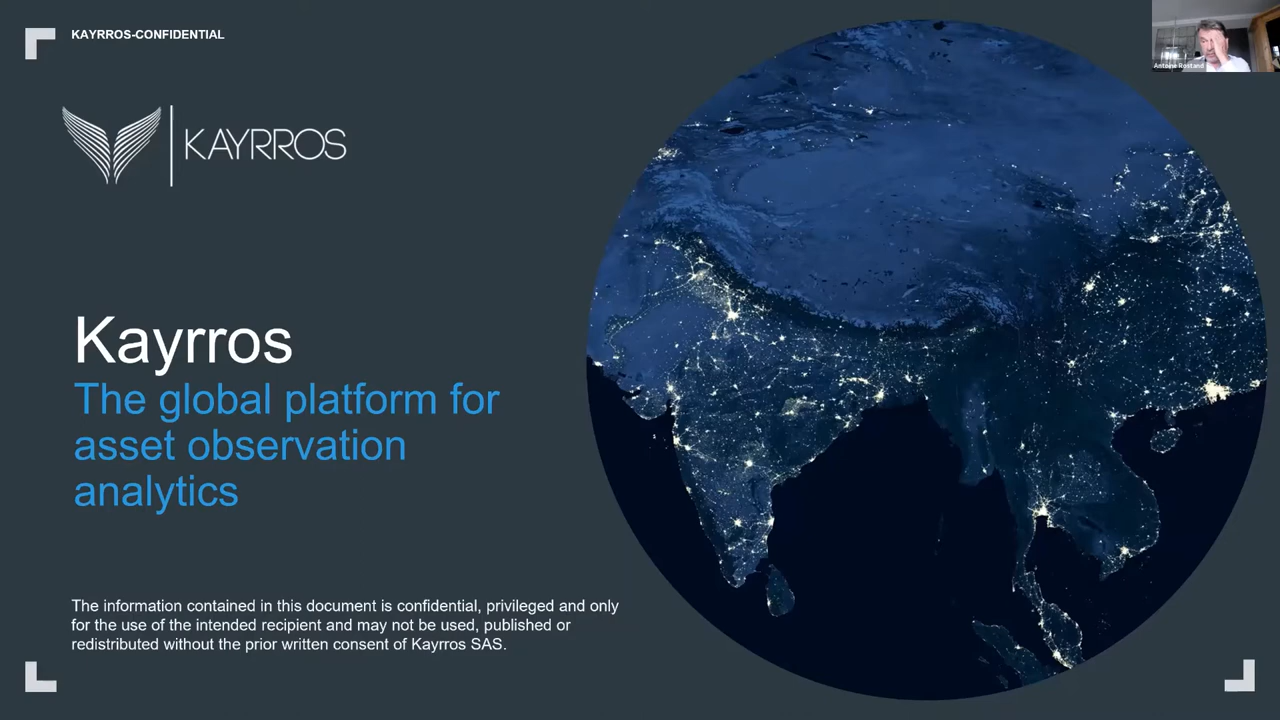 KAYRROS-CONFIDENTIAL
Antoine Rostand
KAYRROS
Kayrros
The global platform for
asset observation
analytics
The information contained in this document is confidential, privileged and only
for the use of the intended recipient and may not be used, published or
redistributed without the prior written consent of Kayrros SAS.